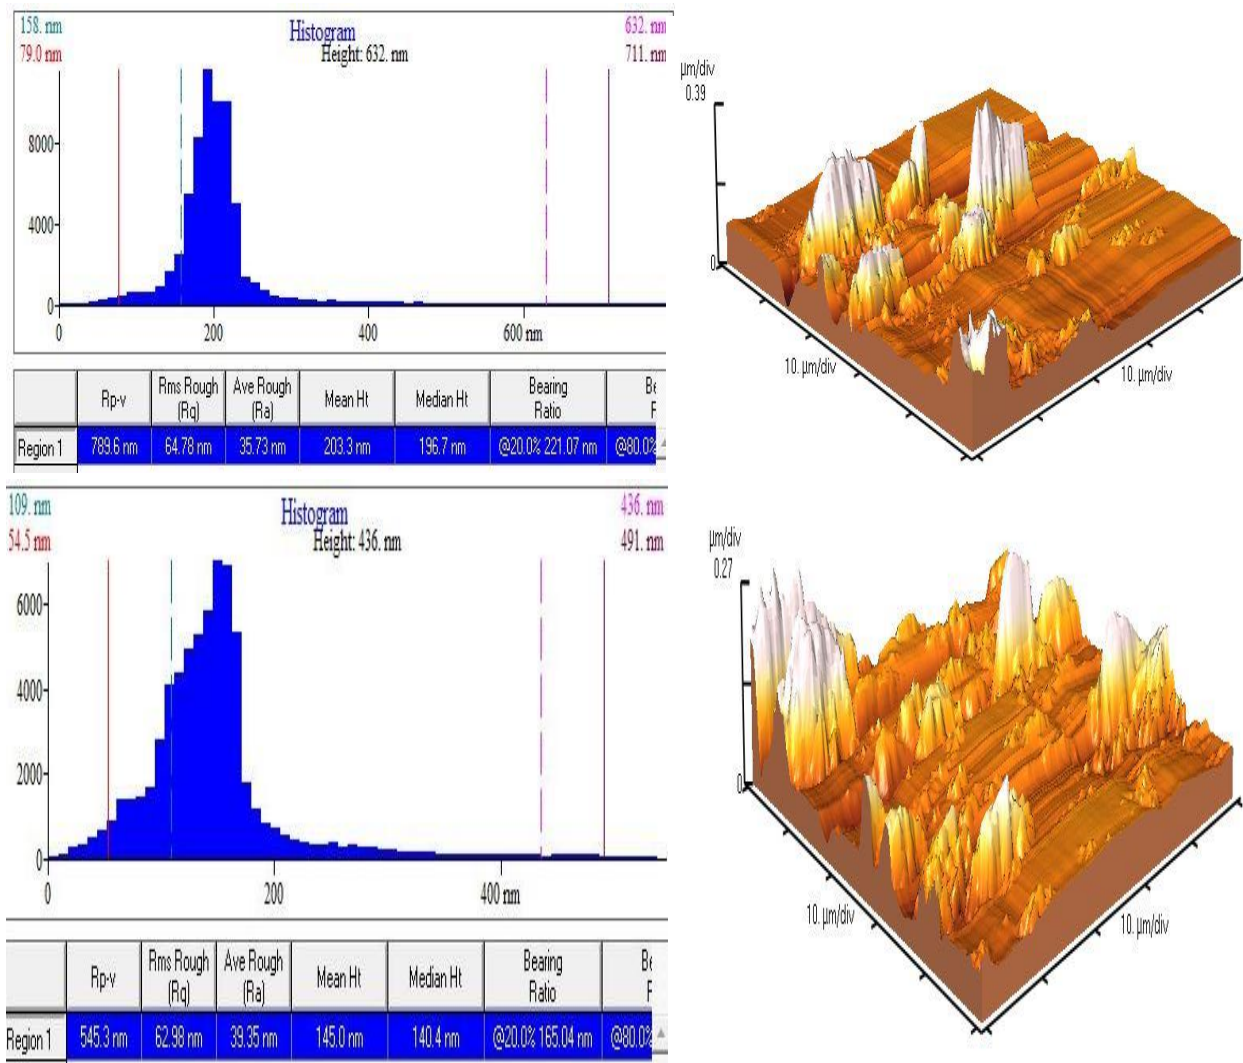 158. nm
79.0 nm
Histogram
Height: 632. nm
632. nm
711. nm
8000
4000
0
0 200 400 600 nm
Rp-v Rms Rough (Rq) Ave Rough (Ra) Mean Ht Median Ht Bearing Ratio
Region 1 789.6 nm 64.78 nm 35.73 nm 203.3 nm 196.7 nm @20.0% 221.07 nm @80.0%
µm/div
0.39
0
10. µm/div
10. µm/div
109. nm
54.5 nm
Histogram
Height: 436. nm
436. nm
491. nm
6000
4000
2000
0
0 200 400 nm
Rp-v Rms Rough (Rq) Ave Rough (Ra) Mean Ht Median Ht Bearing Ratio
Region 1 545.3 nm 62.98 nm 39.35 nm 145.0 nm 140.4 nm @20.0% 165.04 nm @80.0%
µm/div
0.27
0
10. µm/div
10. µm/div